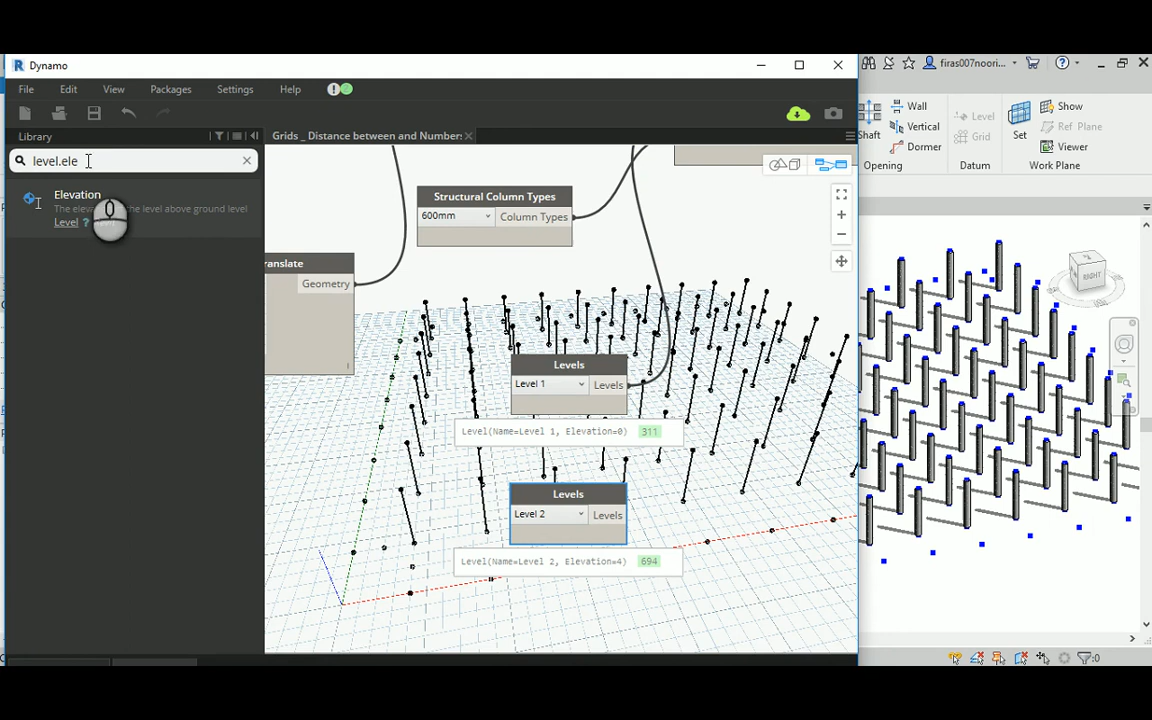 Dynamo
firas007noori...
File Edit View Packages Settings Help
Wall
Vertical
Dormer
Level
Grid
Set
Show
Ref Plane
Viewer
Shaft
Opening
Work Plane
Library
Grids _ Distance between and Number
level.ele
Elevation
Level ?
Structural Column Types
600mm
Column Types
ranslate
Geometry
RIGHT
Levels
Level 1
Levels
Level(Name=Level 1, Elevation=0) 311
Levels
Level 2
Levels
Level(Name=Level 2, Elevation=4) 694
:0